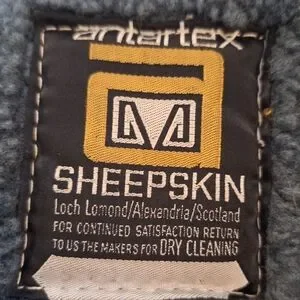 antartex
SHEEPSKIN
Loch Lomond/Alexandria/Scotland
FOR CONTINUED SATISFACTION RETURN
TO US THE MAKERS FOR DRY CLEANING